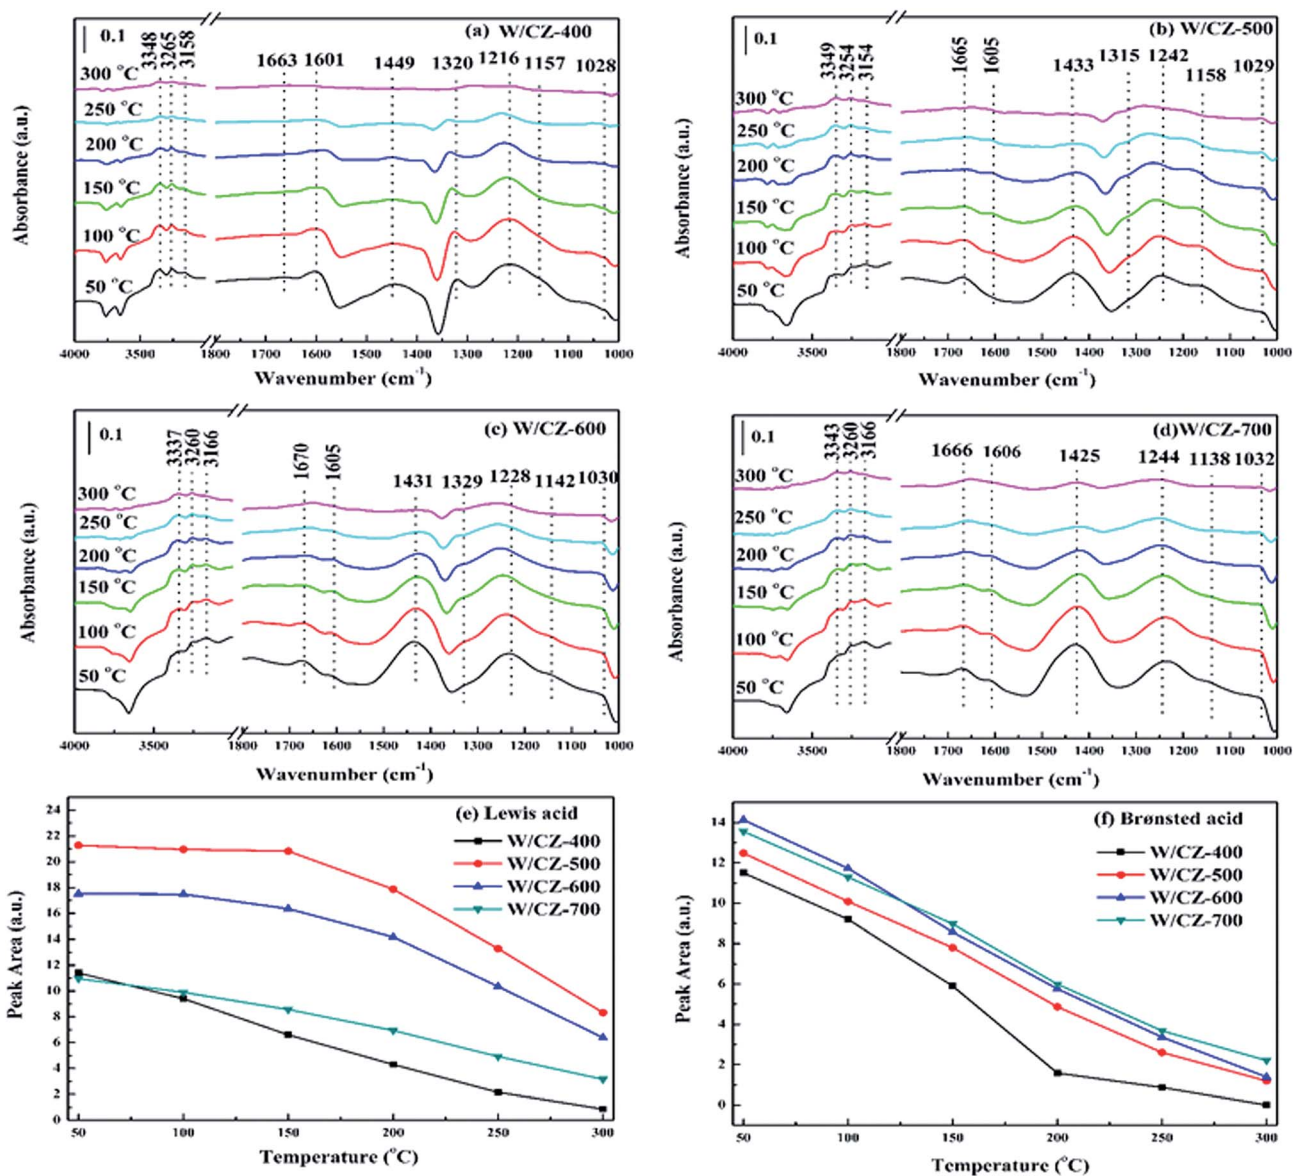 (a) W/CZ-400
0.1
3348
3265
3158
1663 1601 1449 1320 1216 1157 1028
300 °C
250 °C
200 °C
150 °C
100 °C
50 °C
Absorbance (a.u.)
4000 3500 1800 1700 1600 1500 1400 1300 1200 1100 1000
Wavenumber (cm⁻¹)
(b) W/CZ-500
0.1
3349
3254
3154
1665
1605
1433 1315 1242 1158 1029
300 °C
250 °C
200 °C
150 °C
100 °C
50 °C
Absorbance (a.u.)
4000 3500 1800 1700 1600 1500 1400 1300 1200 1100 1000
Wavenumber (cm⁻¹)
(c) W/CZ-600
0.1
3337
3260
3166
1670
1605
1431 1329 1228 1142 1030
300 °C
250 °C
200 °C
150 °C
100 °C
50 °C
Absorbance (a.u.)
4000 3500 1800 1700 1600 1500 1400 1300 1200 1100 1000
Wavenumber (cm⁻¹)
(d)W/CZ-700
0.1
3343
3260
3166
1666 1606 1425 1244 1138 1032
300 °C
250 °C
200 °C
150 °C
100 °C
50 °C
Absorbance (a.u.)
4000 3500 1800 1700 1600 1500 1400 1300 1200 1100 1000
Wavenumber (cm⁻¹)
(e) Lewis acid
W/CZ-400
W/CZ-500
W/CZ-600
W/CZ-700
24
22
20
18
16
14
12
10
8
6
4
2
0
Peak Area (a.u.)
50 100 150 200 250 300
Temperature (°C)
(f) Brønsted acid
W/CZ-400
W/CZ-500
W/CZ-600
W/CZ-700
14
12
10
8
6
4
2
0
Peak Area (a.u.)
50 100 150 200 250 300
Temperature (°C)